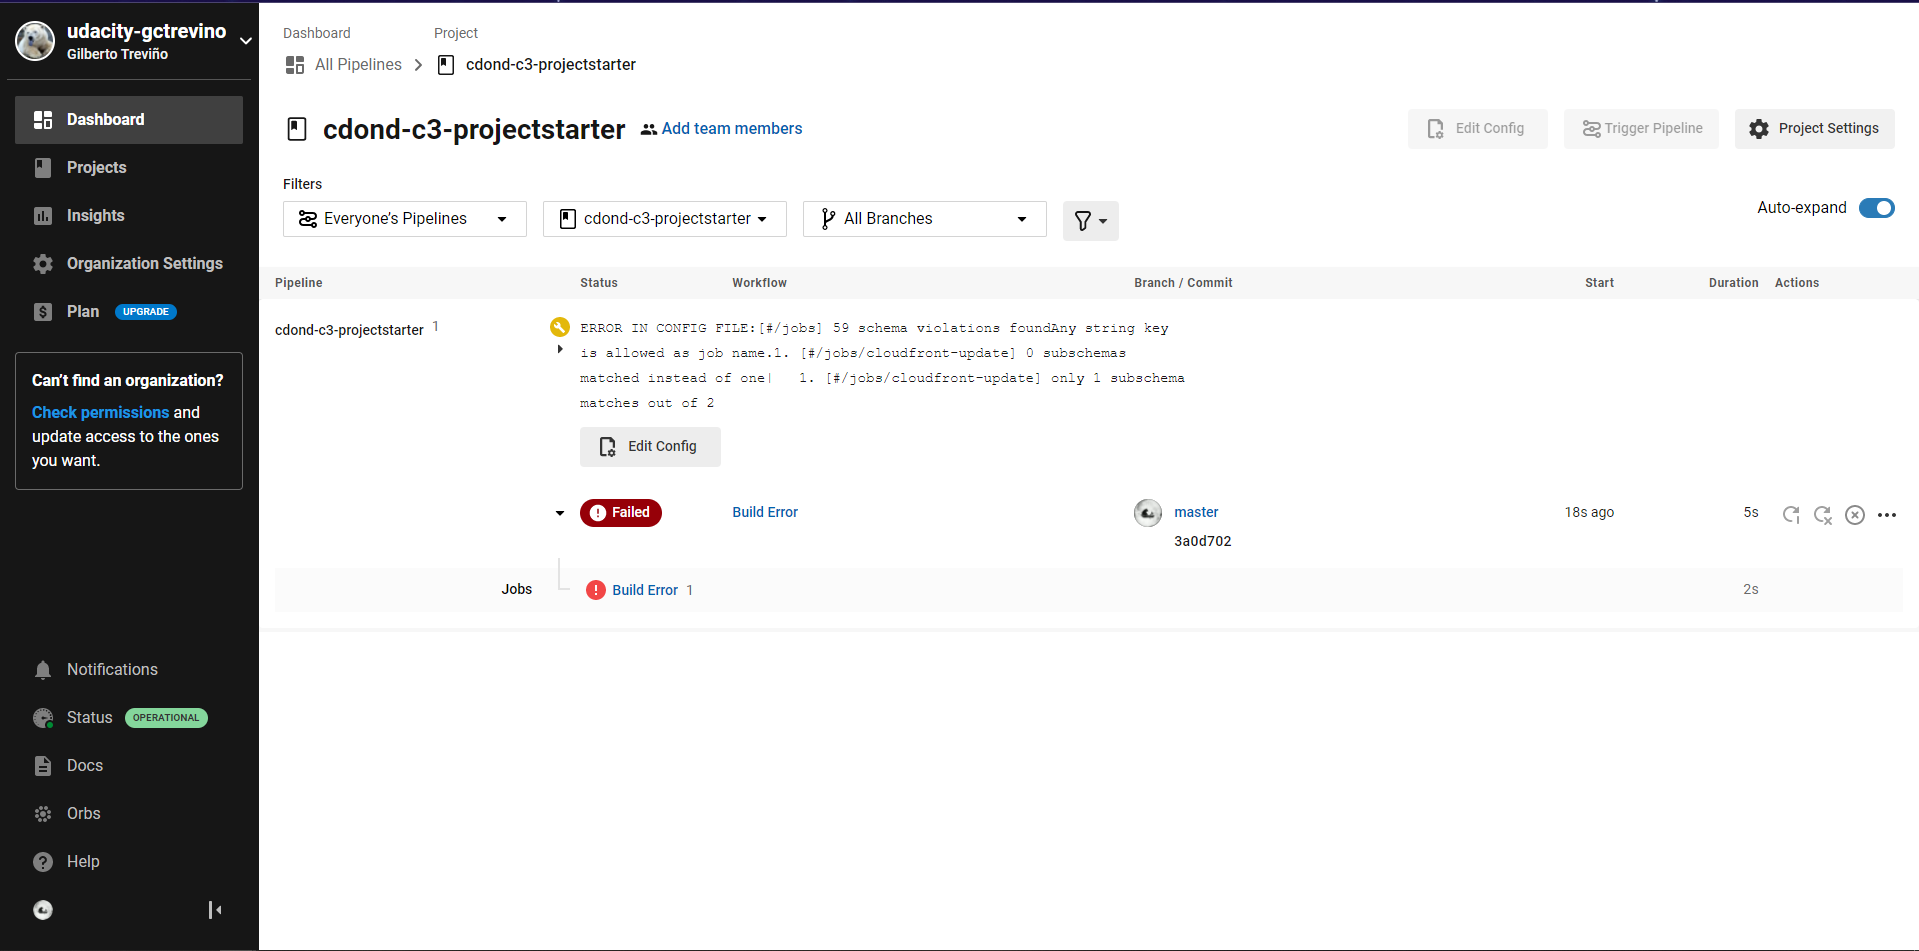 udacity-gctrevino
Gilberto Treviño
Dashboard
Projects
Insights
Organization Settings
Plan UPGRADE
Can't find an organization?
Check permissions and
update access to the ones
you want.
Notifications
Status OPERATIONAL
Docs
Orbs
Help
Dashboard Project
All Pipelines cdond-c3-projectstarter
cdond-c3-projectstarter Add team members
Edit Config Trigger Pipeline Project Settings
Filters
Everyone's Pipelines cdond-c3-projectstarter All Branches
Auto-expand
Pipeline Status Workflow Branch / Commit Start Duration Actions
cdond-c3-projectstarter 1
ERROR IN CONFIG FILE:[#/jobs] 59 schema violations foundAny string key
is allowed as job name.1. [#/jobs/cloudfront-update] 0 subschemas
matched instead of one|   1. [#/jobs/cloudfront-update] only 1 subschema
matches out of 2
Edit Config
Failed Build Error master 18s ago 5s
3a0d702
Jobs Build Error 1 2s